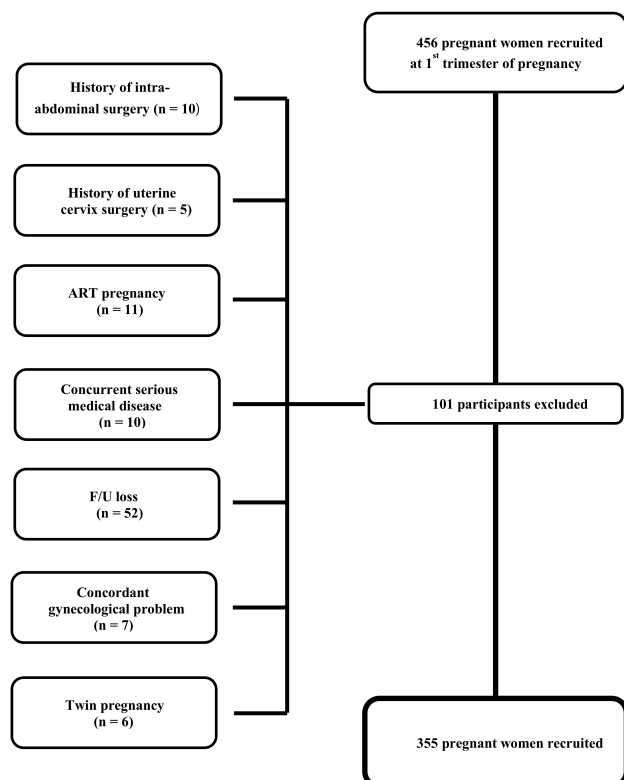 456 pregnant women recruited
at 1st trimester of pregnancy
History of intra-
abdominal surgery (n = 10)
History of uterine
cervix surgery (n = 5)
ART pregnancy
(n = 11)
Concurrent serious
medical disease
(n = 10)
101 participants excluded
F/U loss
(n = 52)
Concordant
gynecological problem
(n = 7)
Twin pregnancy
(n = 6)
355 pregnant women recruited